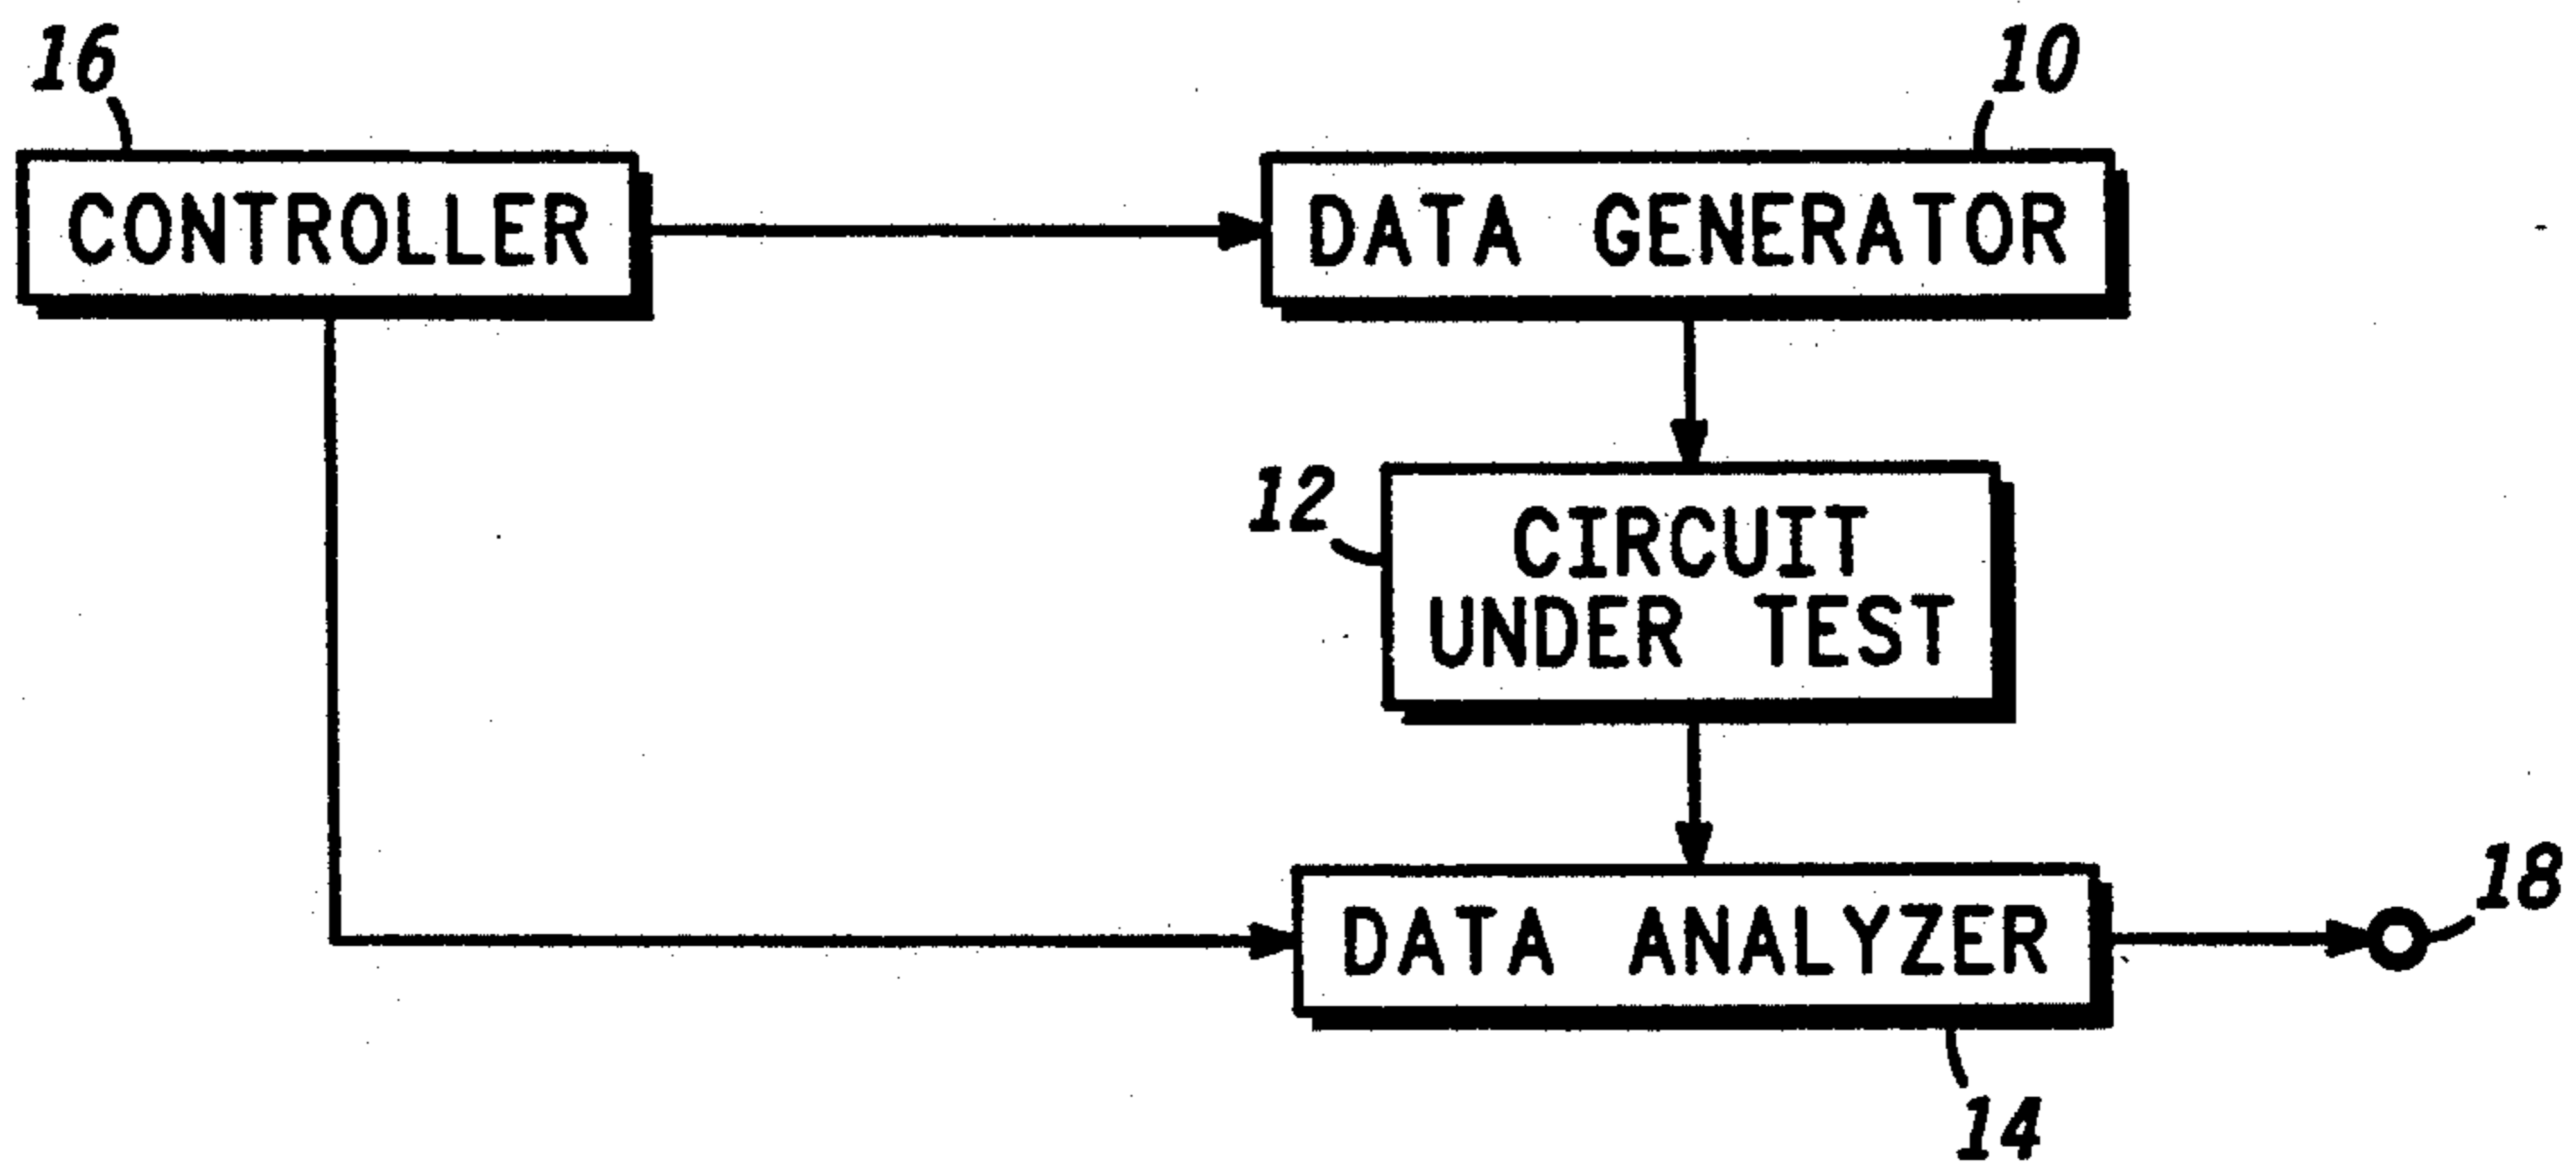 16
10
CONTROLLER
DATA GENERATOR
12
CIRCUIT
UNDER TEST
18
DATA ANALYZER
14